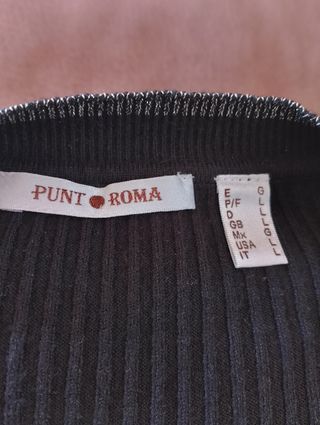 PUNT ROMA
E G
P/F L
D L
GB L
Mx G
USA L
IT L